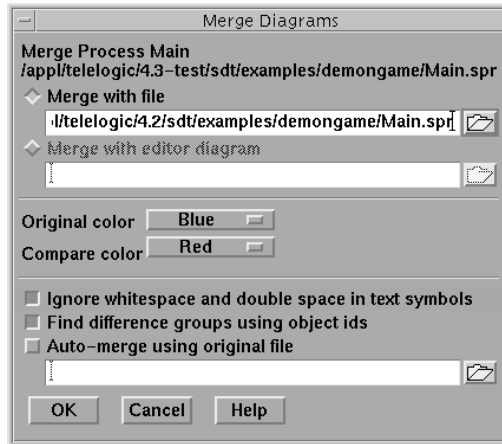 Merge Diagrams
Merge Process Main
/appl/telelogic/4.3-test/sdt/examples/demongame/Main.spr
Merge with file
l/telelogic/4.2/sdt/examples/demongame/Main.spr
Merge with editor diagram
Original color Blue
Compare color Red
Ignore whitespace and double space in text symbols
Find difference groups using object ids
Auto-merge using original file
OK Cancel Help